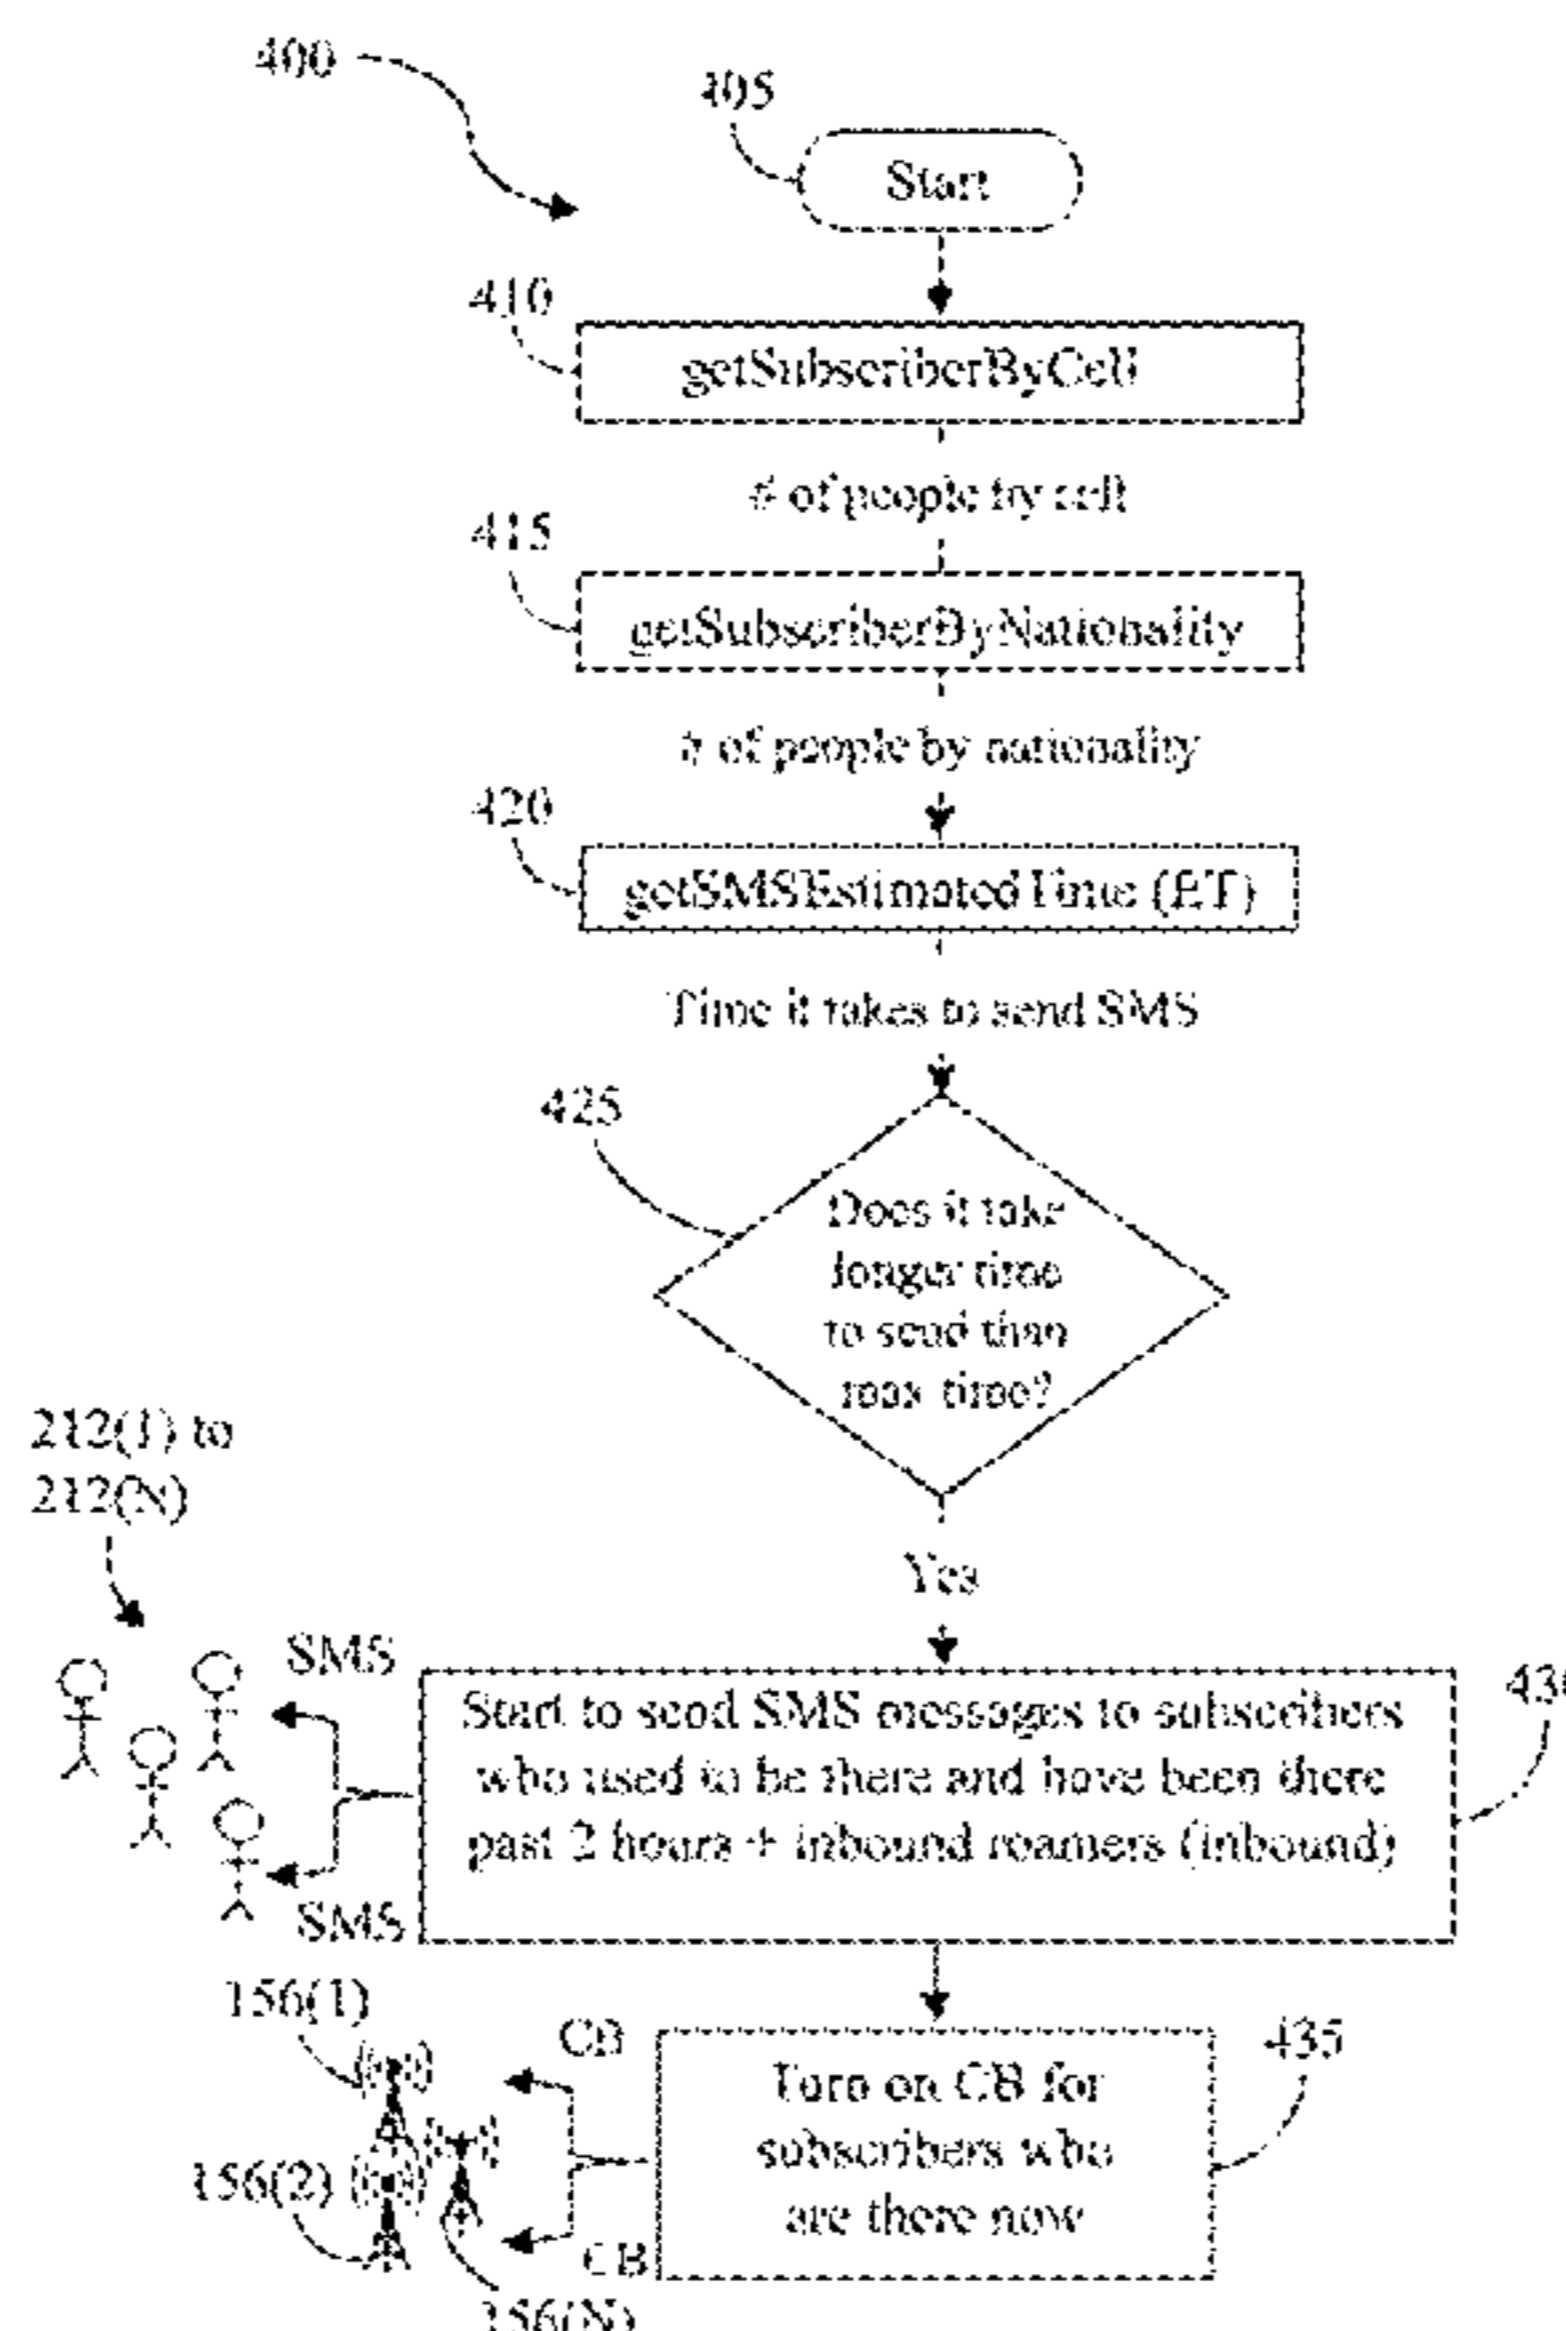 400
405
Start
410
getSubscriberByCell
# of people by cell
415
getSubscriberByNationality
# of people by nationality
420
getSMSEstimatedTime (ET)
Time it takes to send SMS
425
Does it take
longer time
to send than
max time?
Yes
212(1) to
212(N)
SMS
SMS
430
Start to send SMS messages to subscribers
who used to be there and have been there
past 2 hours + inbound roamers (inbound)
156(1)
156(2)
156(N)
CB
CB
435
Turn on CB for
subscribers who
are there now